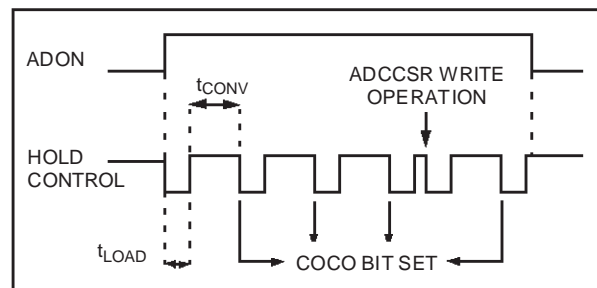 ADON
tCONV
ADCCSR WRITE
OPERATION
HOLD
CONTROL
tLOAD
COCO BIT SET